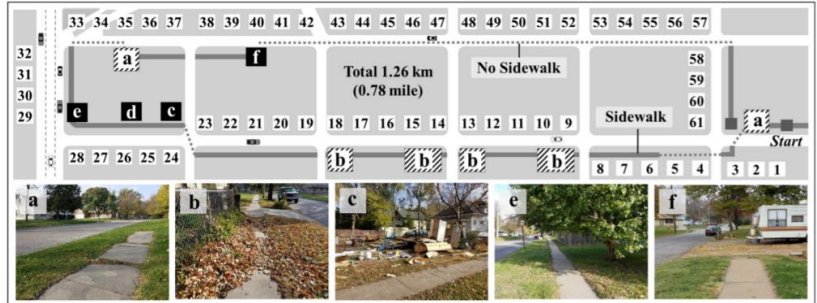 33 34 35 36 37 38 39 40 41 42 43 44 45 46 47 48 49 50 51 52 53 54 55 56 57
a f
32
31
30
29
Total 1.26 km
(0.78 mile)
No Sidewalk
58
59
60
61
Sidewalk
a
Start
e d c
23 22 21 20 19 18 17 16 15 14 13 12 11 10 9
28 27 26 25 24
b b b b
8 7 6 5 4 3 2 1
a b c e f